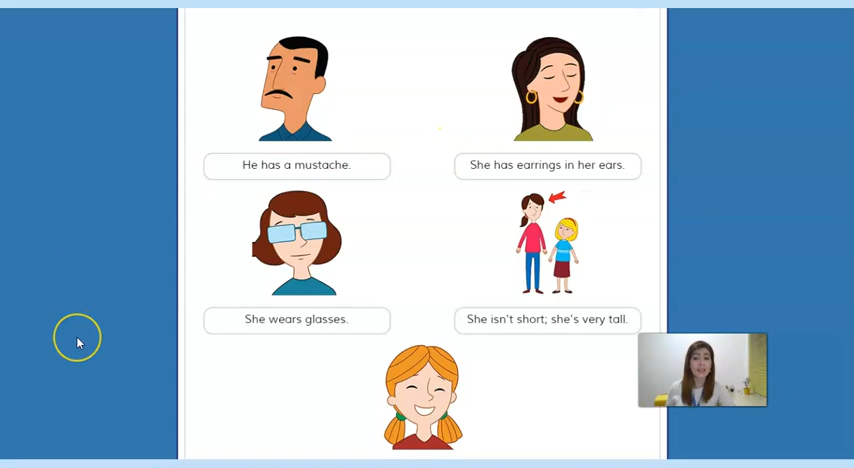 He has a mustache.
She has earrings in her ears.
She wears glasses.
She isn't short; she's very tall.